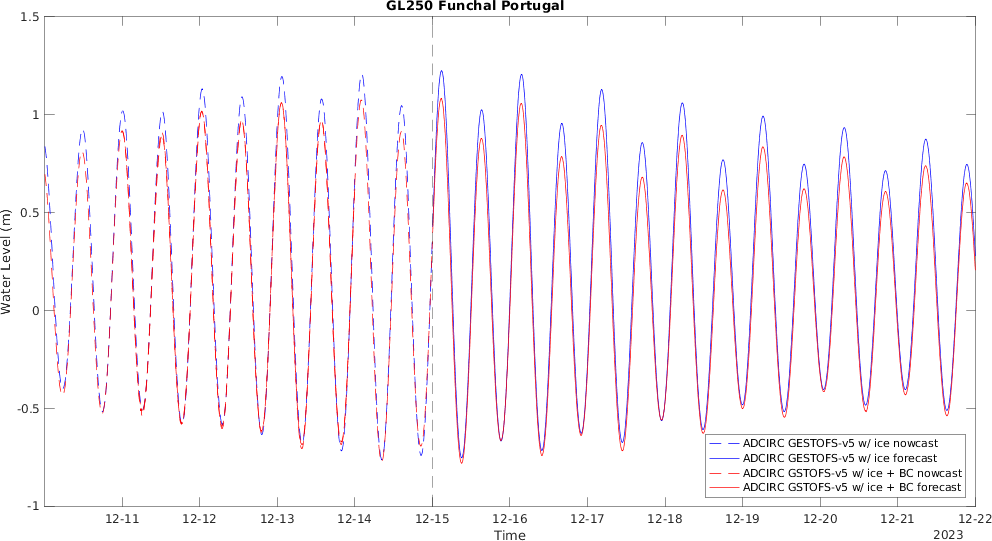 GL250 Funchal Portugal
1.5
1
0.5
0
-0.5
-1
Water Level (m)
12-11
12-12
12-13
12-14
12-15
12-16
12-17
12-18
12-19
12-20
12-21
12-22
Time
2023
ADCIRC GESTOFS-v5 w/ ice nowcast
ADCIRC GESTOFS-v5 w/ ice forecast
ADCIRC GSTOFS-v5 w/ ice + BC nowcast
ADCIRC GSTOFS-v5 w/ ice + BC forecast